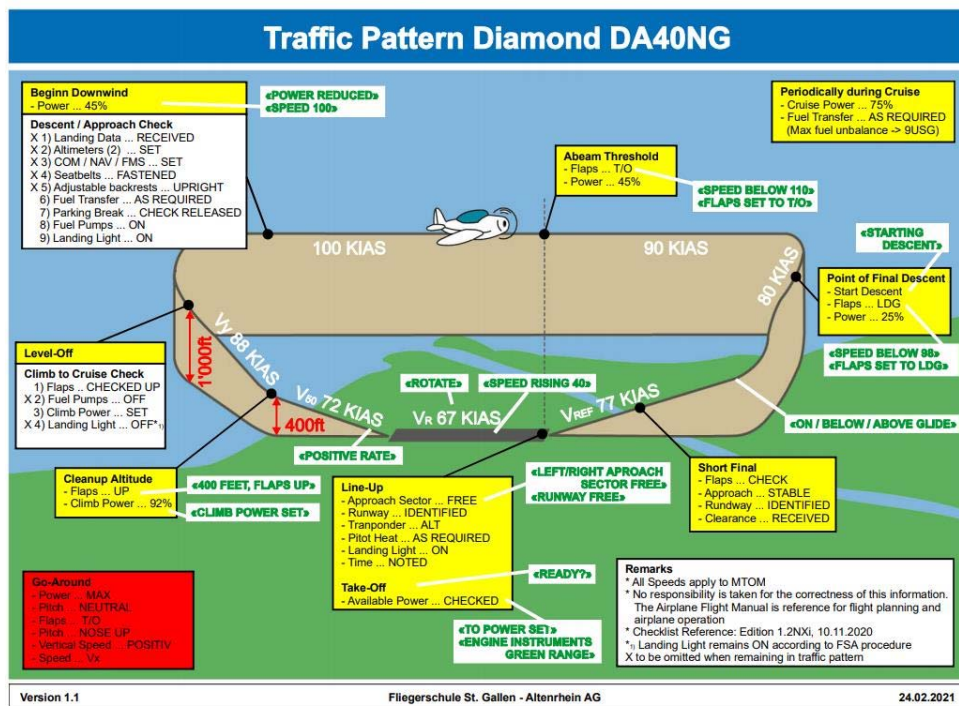 Traffic Pattern Diamond DA40NG
Beginn Downwind
- Power ... 45%
«POWER REDUCED»
«SPEED 100»
Descent / Approach Check
X 1) Landing Data ... RECEIVED
X 2) Altimeters (2) ... SET
X 3) COM / NAV / FMS ... SET
X 4) Seatbelts ... FASTENED
X 5) Adjustable backrests ... UPRIGHT
6) Fuel Transfer ... AS REQUIRED
7) Parking Break ... CHECK RELEASED
8) Fuel Pumps ... ON
9) Landing Light ... ON
Periodically during Cruise
- Cruise Power ... 75%
- Fuel Transfer ... AS REQUIRED
(Max fuel unbalance -> 9USG)
Abeam Threshold
- Flaps ... T/O
- Power ... 45%
«SPEED BELOW 110»
«FLAPS SET TO T/O»
100 KIAS
90 KIAS
80 KIAS
«STARTING
DESCENT»
Point of Final Descent
- Start Descent
- Flaps ... LDG
- Power ... 25%
«SPEED BELOW 98»
«FLAPS SET TO LDG»
Level-Off
Climb to Cruise Check
1) Flaps .. CHECKED UP
X 2) Fuel Pumps ... OFF
3) Climb Power ... SET
X 4) Landing Light ... OFF*1)
1'000ft
Vy 88 KIAS
400ft
V50 72 KIAS
«ROTATE»
«SPEED RISING 40»
VR 67 KIAS
VREF 77 KIAS
«POSITIVE RATE»
«ON / BELOW / ABOVE GLIDE»
Cleanup Altitude
- Flaps ... UP
- Climb Power ... 92%
«400 FEET, FLAPS UP»
«CLIMB POWER SET»
Line-Up
- Approach Sector ... FREE
- Runway ... IDENTIFIED
- Tranponder ... ALT
- Pitot Heat ... AS REQUIRED
- Landing Light ... ON
- Time ... NOTED
Take-Off
- Available Power ... CHECKED
«LEFT/RIGHT APROACH
SECTOR FREE»
«RUNWAY FREE»
«READY?»
«TO POWER SET»
«ENGINE INSTRUMENTS
GREEN RANGE»
Short Final
- Flaps ... CHECK
- Approach ... STABLE
- Rundway ... IDENTIFIED
- Clearance ... RECEIVED
Go-Around
- Power ... MAX
- Pitch ... NEUTRAL
- Flaps ... T/O
- Pitch ... NOSE UP
- Vertical Speed ... POSITIV
- Speed ... Vx
Remarks
* All Speeds apply to MTOM
* No responsibility is taken for the correctness of this information.
The Airplane Flight Manual is reference for flight planning and
airplane operation
* Checklist Reference: Edition 1.2NXi, 10.11.2020
*1) Landing Light remains ON according to FSA procedure
X to be omitted when remaining in traffic pattern
Version 1.1
Fliegerschule St. Gallen - Altenrhein AG
24.02.2021